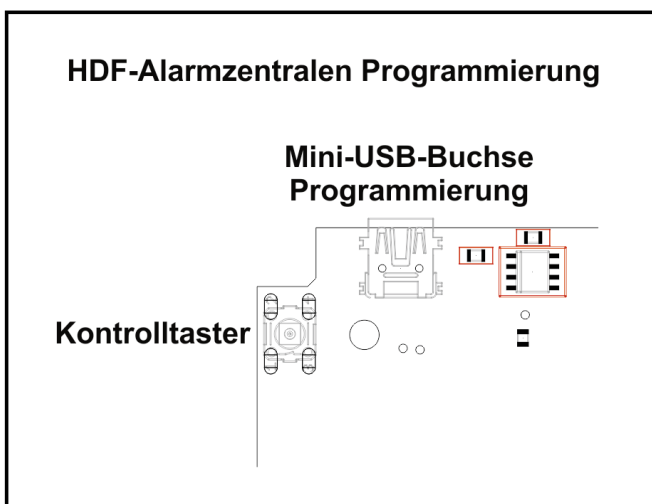 HDF-Alarmzentralen Programmierung
Mini-USB-Buchse
Programmierung
Kontrolltaster